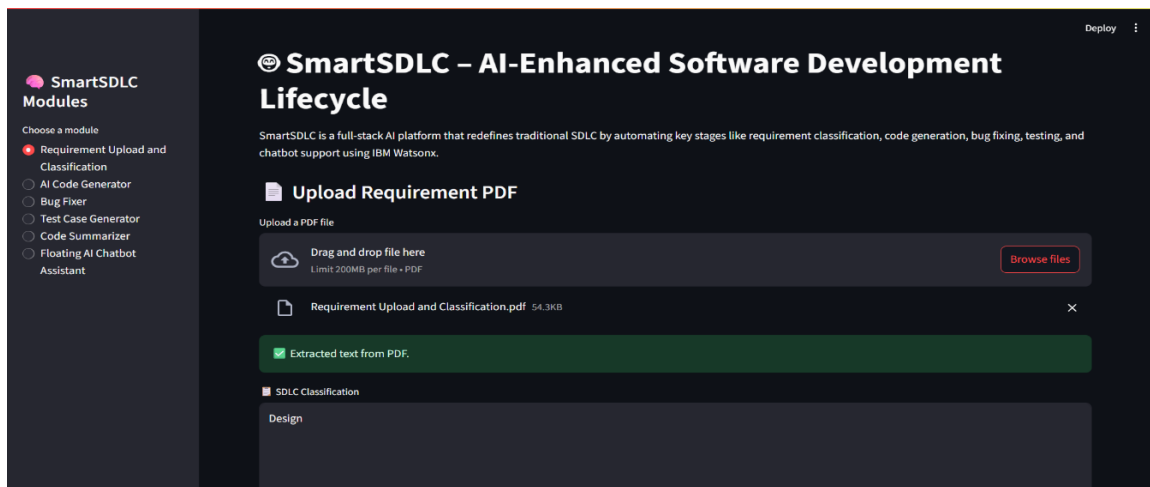 Deploy
SmartSDLC
Modules
Choose a module
Requirement Upload and
Classification
AI Code Generator
Bug Fixer
Test Case Generator
Code Summarizer
Floating AI Chatbot
Assistant
SmartSDLC – AI-Enhanced Software Development
Lifecycle
SmartSDLC is a full-stack AI platform that redefines traditional SDLC by automating key stages like requirement classification, code generation, bug fixing, testing, and
chatbot support using IBM Watsonx.
Upload Requirement PDF
Upload a PDF file
Drag and drop file here
Limit 200MB per file • PDF
Browse files
Requirement Upload and Classification.pdf 54.3KB
Extracted text from PDF.
SDLC Classification
Design